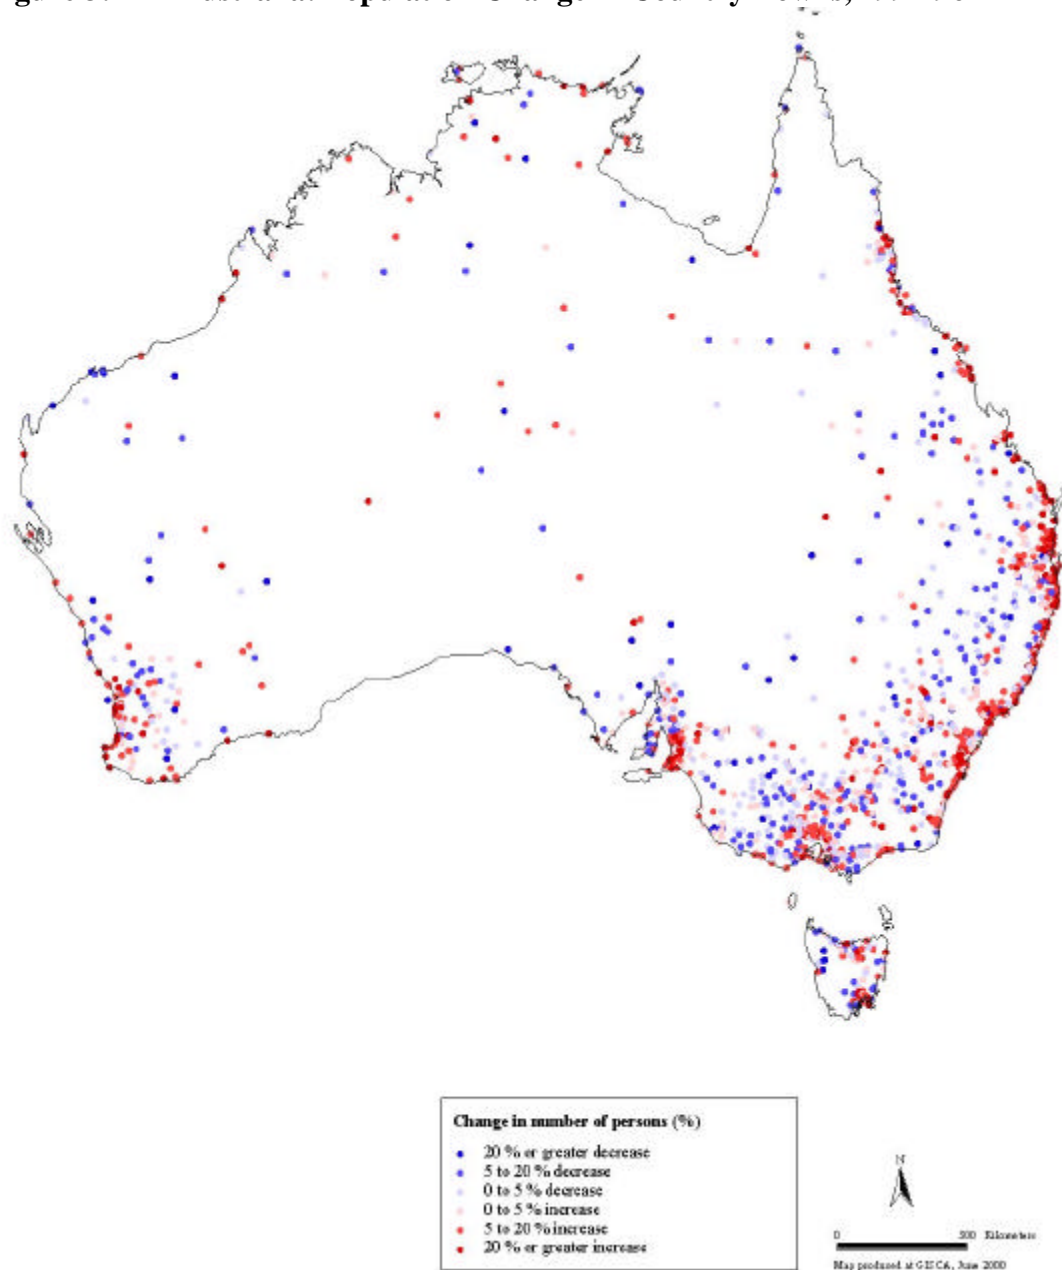 Change in number of persons (%)
20 % or greater decrease
5 to 20 % decrease
0 to 5 % decrease
0 to 5 % increase
5 to 20 % increase
20 % or greater increase
N
0 500 Kilometers
Map produced at GISCA, June 2000